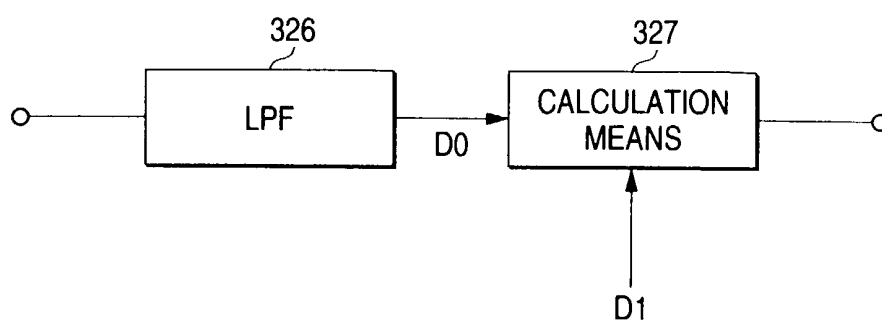 326
327
LPF
CALCULATION
MEANS
D0
D1